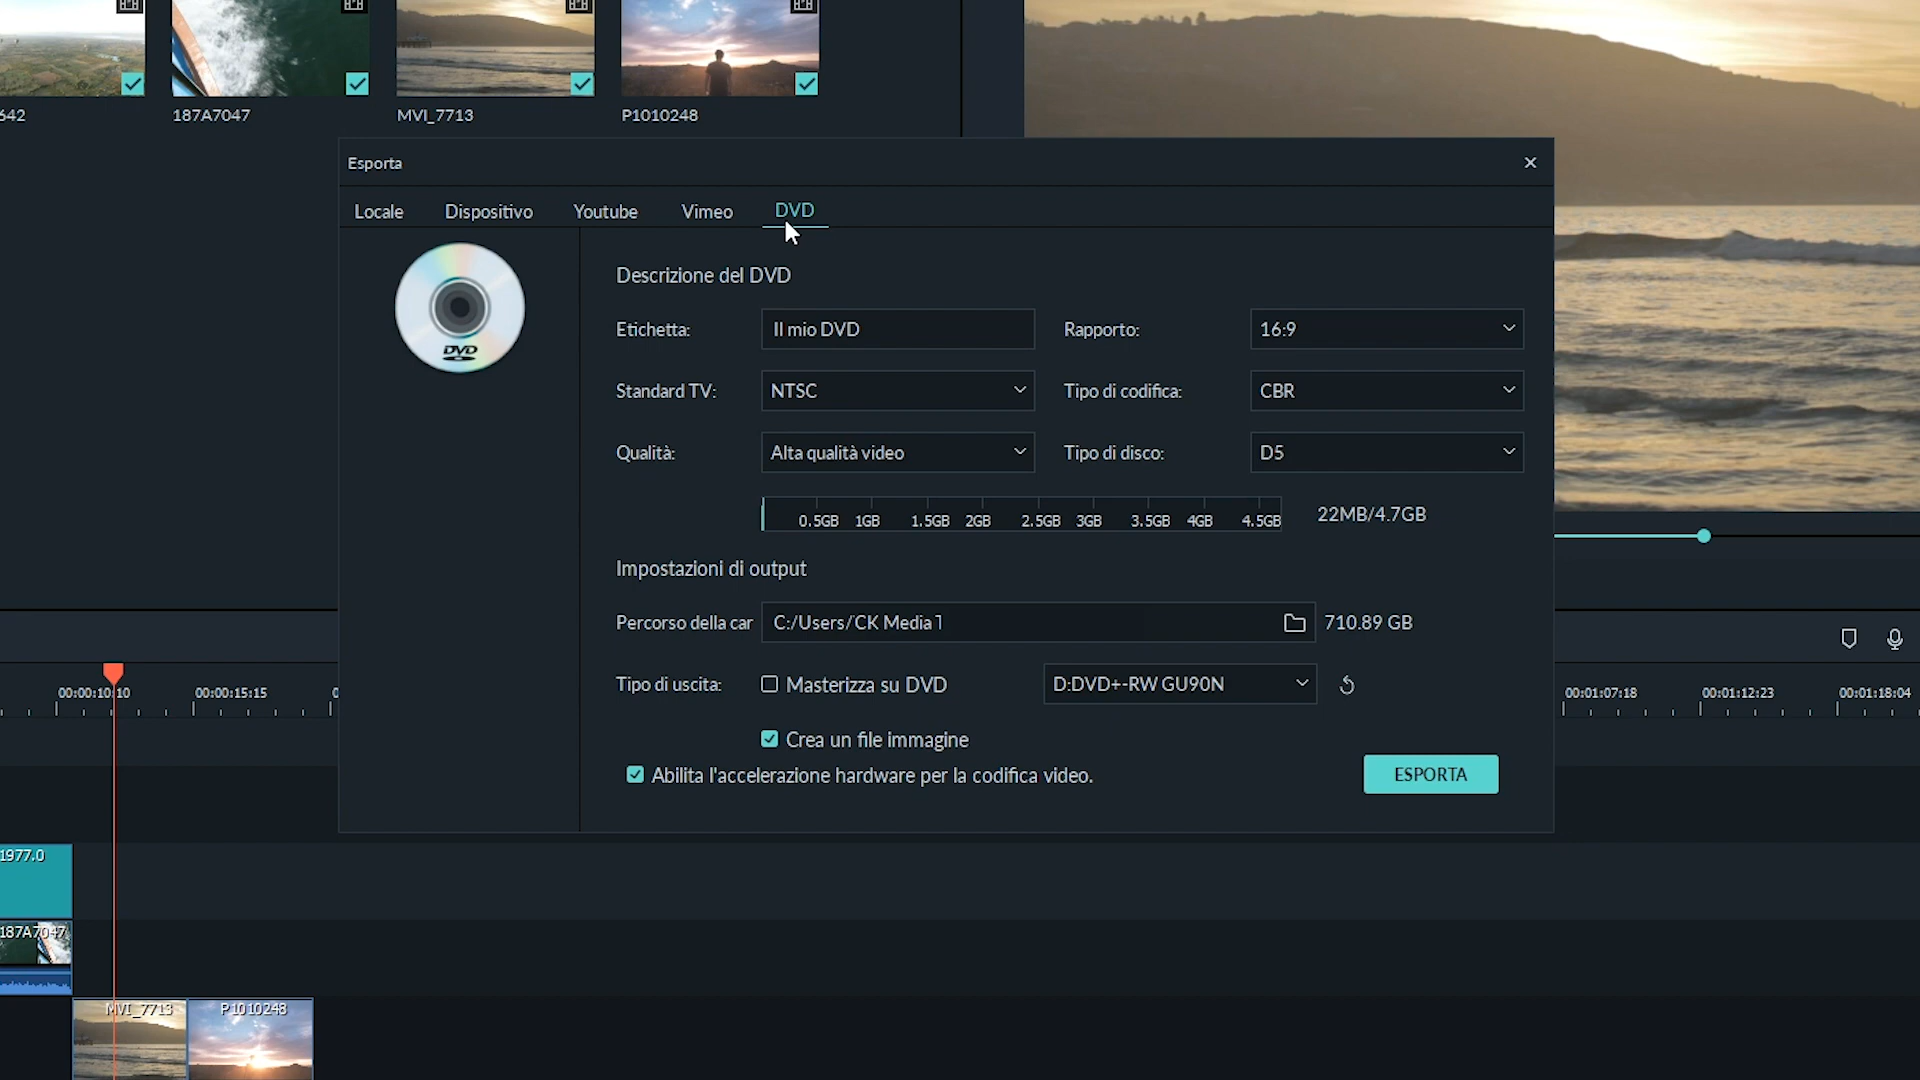 642
187A7047
MVI_7713
P1010248
Esporta
Locale
Dispositivo
Youtube
Vimeo
DVD
DVD
Descrizione del DVD
Etichetta:
Il mio DVD
Rapporto:
16:9
Standard TV:
NTSC
Tipo di codifica:
CBR
Qualità:
Alta qualità video
Tipo di disco:
D5
0.5GB 1GB 1.5GB 2GB 2.5GB 3GB 3.5GB 4GB 4.5GB
22MB/4.7GB
Impostazioni di output
Percorso della car
C:/Users/CK Media T
710.89 GB
Tipo di uscita:
Masterizza su DVD
D:DVD+-RW GU90N
Crea un file immagine
Abilita l'accelerazione hardware per la codifica video.
ESPORTA
00:00:10:10
00:00:15:15
0
00:01:07:18
00:01:12:23
00:01:18:04
1977.0
187A7047
MVI_7713
P1010248